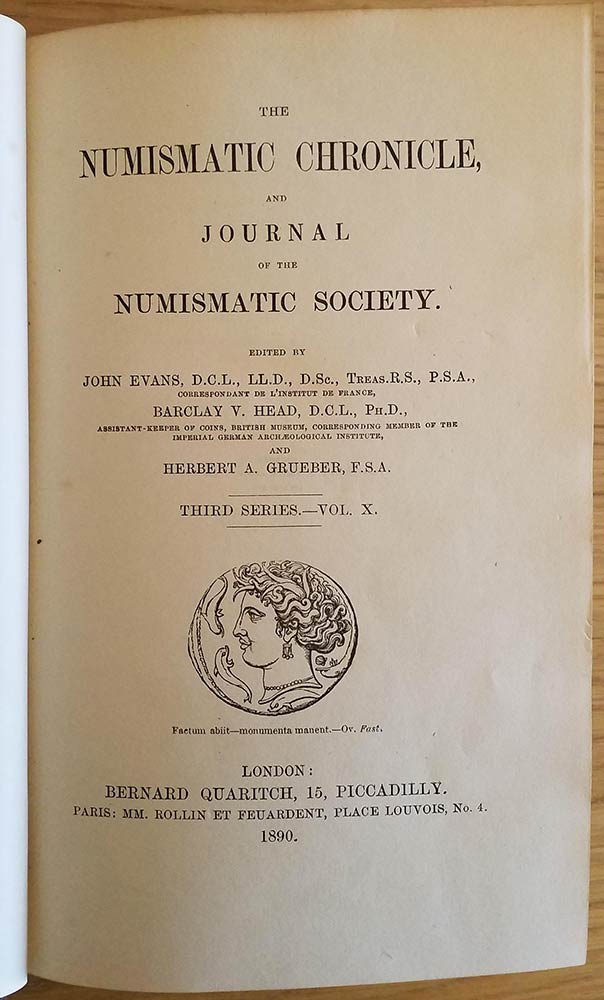 THE
NUMISMATIC CHRONICLE,
AND
JOURNAL
OF THE
NUMISMATIC SOCIETY.
EDITED BY
JOHN EVANS, D.C.L., LL.D., D.Sc., TREAS.R.S., P.S.A.,
CORRESPONDANT DE L'INSTITUT DE FRANCE,
BARCLAY V. HEAD, D.C.L., PH.D.,
ASSISTANT-KEEPER OF COINS, BRITISH MUSEUM, CORRESPONDING MEMBER OF THE
IMPERIAL GERMAN ARCHÆOLOGICAL INSTITUTE,
AND
HERBERT A. GRUEBER, F.S.A.
THIRD SERIES.—VOL. X.
Factum abiit—monumenta manent.—Ov. Fast.
LONDON:
BERNARD QUARITCH, 15, PICCADILLY.
PARIS: MM. ROLLIN ET FEUARDENT, PLACE LOUVOIS, No. 4.
1890.